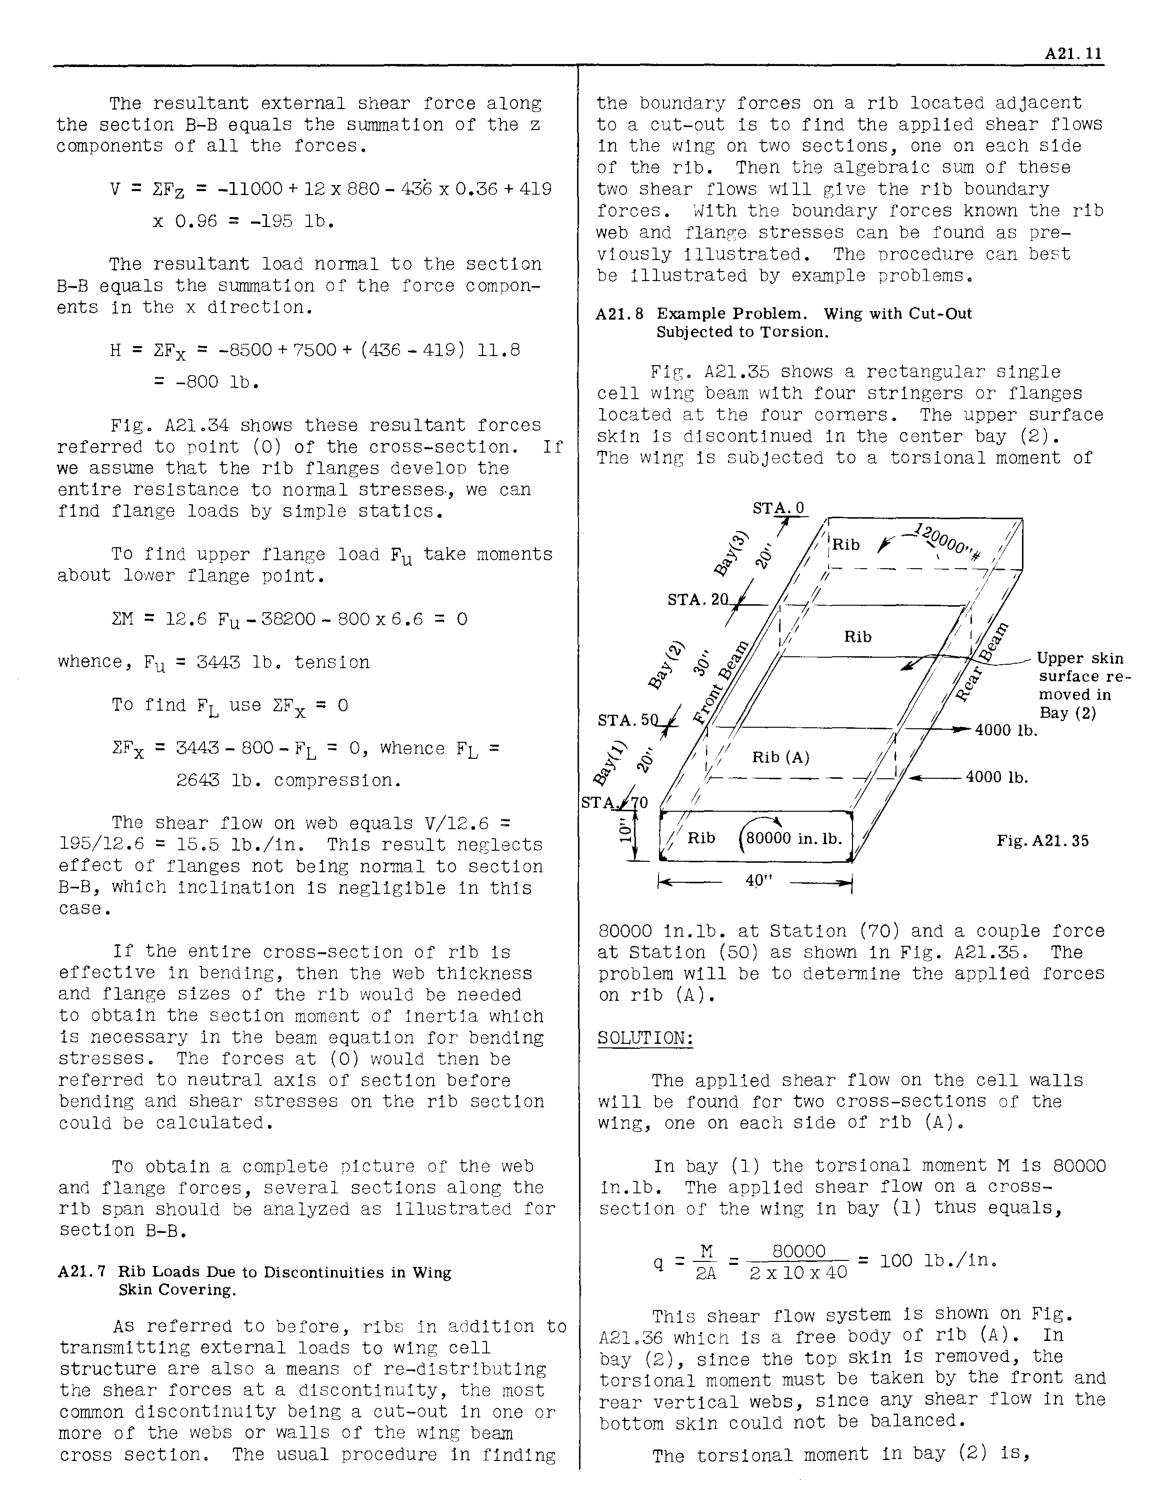 A21.11
The resultant external shear force along
the section B-B equals the summation of the z
components of all the forces.
V = ΣFz = -11000 + 12 x 880 - 436 x 0.36 + 419
x 0.96 = -195 lb.
The resultant load normal to the section
B-B equals the summation of the force compon-
ents in the x direction.
H = ΣFx = -8500 + 7500 + (436 - 419) 11.8
= -800 lb.
Fig. A21.34 shows these resultant forces
referred to point (O) of the cross-section. If
we assume that the rib flanges develop the
entire resistance to normal stresses, we can
find flange loads by simple statics.
To find upper flange load Fu take moments
about lower flange point.
ΣM = 12.6 Fu - 38200 - 800 x 6.6 = 0
whence, Fu = 3443 lb. tension
To find FL use ΣFx = 0
ΣFx = 3443 - 800 - FL = 0, whence FL =
2643 lb. compression.
The shear flow on web equals V/12.6 =
195/12.6 = 15.5 lb./in. This result neglects
effect of flanges not being normal to section
B-B, which inclination is negligible in this
case.
If the entire cross-section of rib is
effective in bending, then the web thickness
and flange sizes of the rib would be needed
to obtain the section moment of inertia which
is necessary in the beam equation for bending
stresses. The forces at (O) would then be
referred to neutral axis of section before
bending and shear stresses on the rib section
could be calculated.
To obtain a complete picture of the web
and flange forces, several sections along the
rib span should be analyzed as illustrated for
section B-B.
A21.7 Rib Loads Due to Discontinuities in Wing
Skin Covering.
As referred to before, ribs in addition to
transmitting external loads to wing cell
structure are also a means of re-distributing
the shear forces at a discontinuity, the most
common discontinuity being a cut-out in one or
more of the webs or walls of the wing beam
cross section. The usual procedure in finding
the boundary forces on a rib located adjacent
to a cut-out is to find the applied shear flows
in the wing on two sections, one on each side
of the rib. Then the algebraic sum of these
two shear flows will give the rib boundary
forces. With the boundary forces known the rib
web and flange stresses can be found as pre-
viously illustrated. The procedure can best
be illustrated by example problems.
A21.8 Example Problem. Wing with Cut-Out
Subjected to Torsion.
Fig. A21.35 shows a rectangular single
cell wing beam with four stringers or flanges
located at the four corners. The upper surface
skin is discontinued in the center bay (2).
The wing is subjected to a torsional moment of
STA. 0
Bay(3)
20"
Rib
120000"#
STA. 20
Rib
Bay(2)
30"
Front Beam
Rear Beam
Upper skin
surface re-
moved in
Bay (2)
STA. 50
4000 lb.
Bay(1)
20"
Rib (A)
4000 lb.
STA. 70
10"
Rib
80000 in. lb.
Fig. A21.35
40"
80000 in.lb. at Station (70) and a couple force
at Station (50) as shown in Fig. A21.35. The
problem will be to determine the applied forces
on rib (A).
SOLUTION:
The applied shear flow on the cell walls
will be found for two cross-sections of the
wing, one on each side of rib (A).
In bay (1) the torsional moment M is 80000
in.lb. The applied shear flow on a cross-
section of the wing in bay (1) thus equals,
q = M/2A = 80000/(2 x 10 x 40) = 100 lb./in.
This shear flow system is shown on Fig.
A21.36 which is a free body of rib (A). In
bay (2), since the top skin is removed, the
torsional moment must be taken by the front and
rear vertical webs, since any shear flow in the
bottom skin could not be balanced.
The torsional moment in bay (2) is,